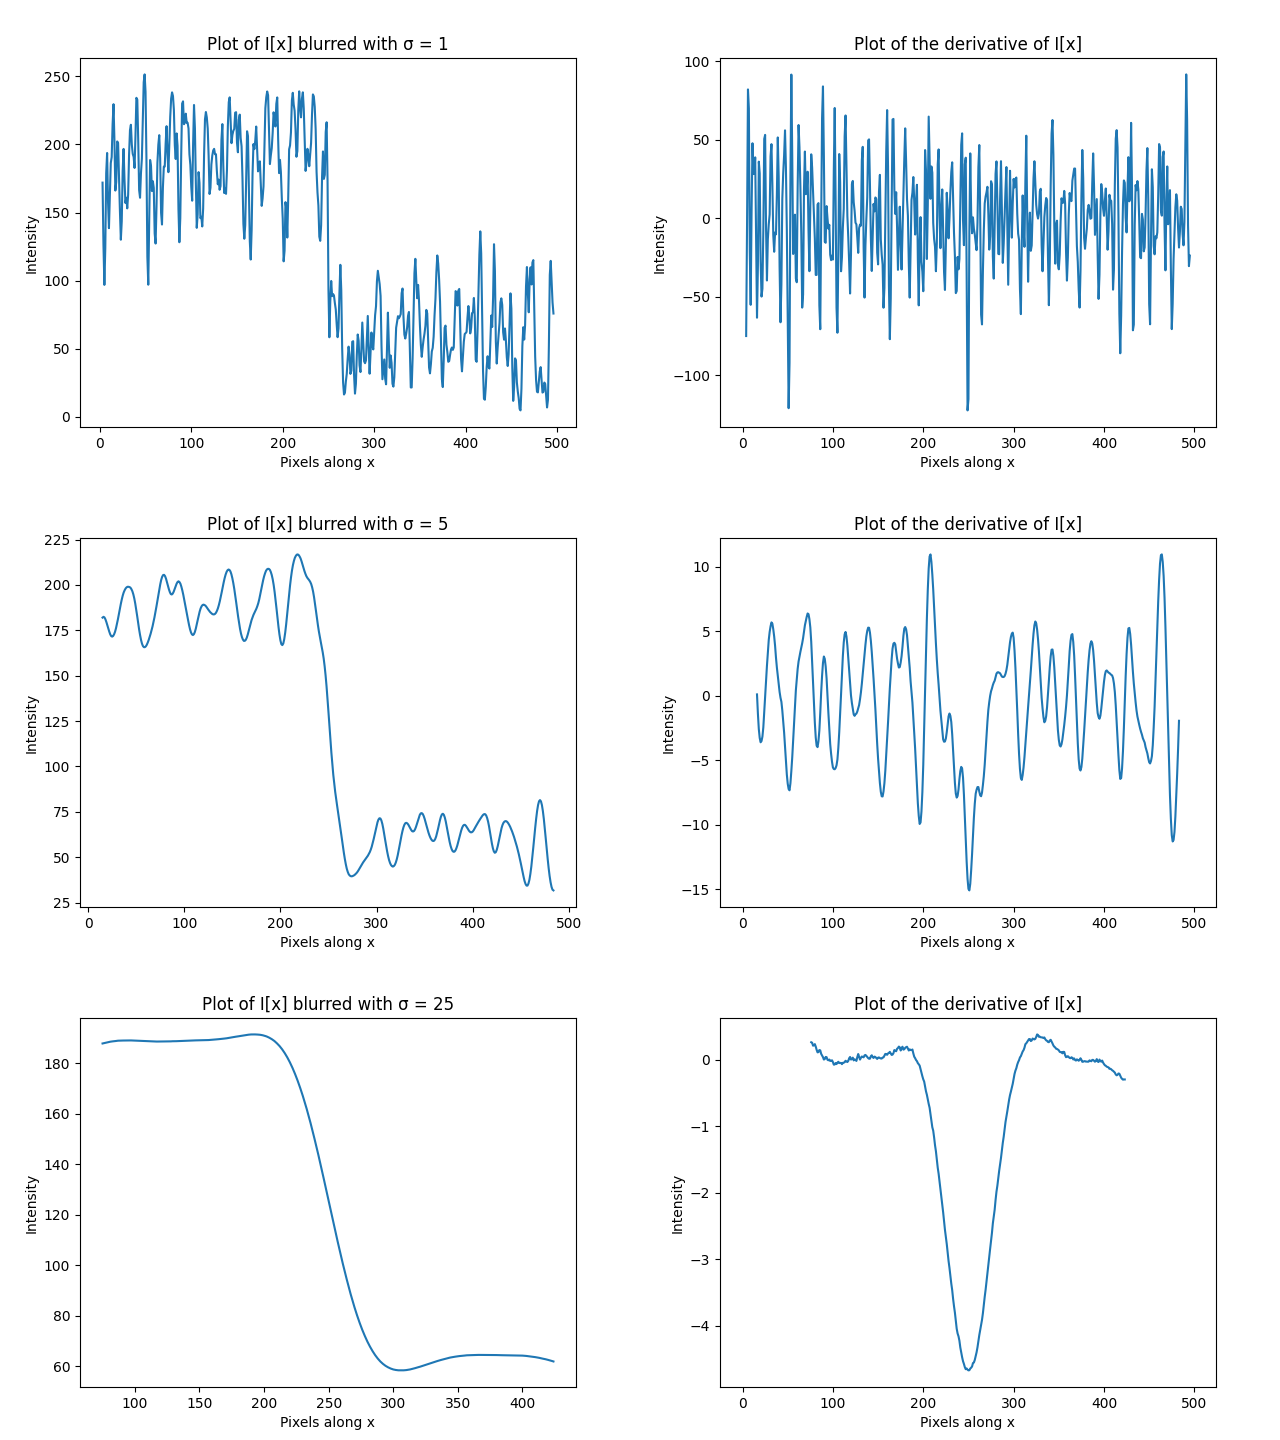 Plot of I[x] blurred with σ = 1
250
200
150
100
50
0
Intensity
0 100 200 300 400 500
Pixels along x
Plot of the derivative of I[x]
100
50
0
−50
−100
Intensity
0 100 200 300 400 500
Pixels along x
Plot of I[x] blurred with σ = 5
225
200
175
150
125
100
75
50
25
Intensity
0 100 200 300 400 500
Pixels along x
Plot of the derivative of I[x]
10
5
0
−5
−10
−15
Intensity
0 100 200 300 400 500
Pixels along x
Plot of I[x] blurred with σ = 25
180
160
140
120
100
80
60
Intensity
100 150 200 250 300 350 400
Pixels along x
Plot of the derivative of I[x]
0
−1
−2
−3
−4
Intensity
0 100 200 300 400 500
Pixels along x